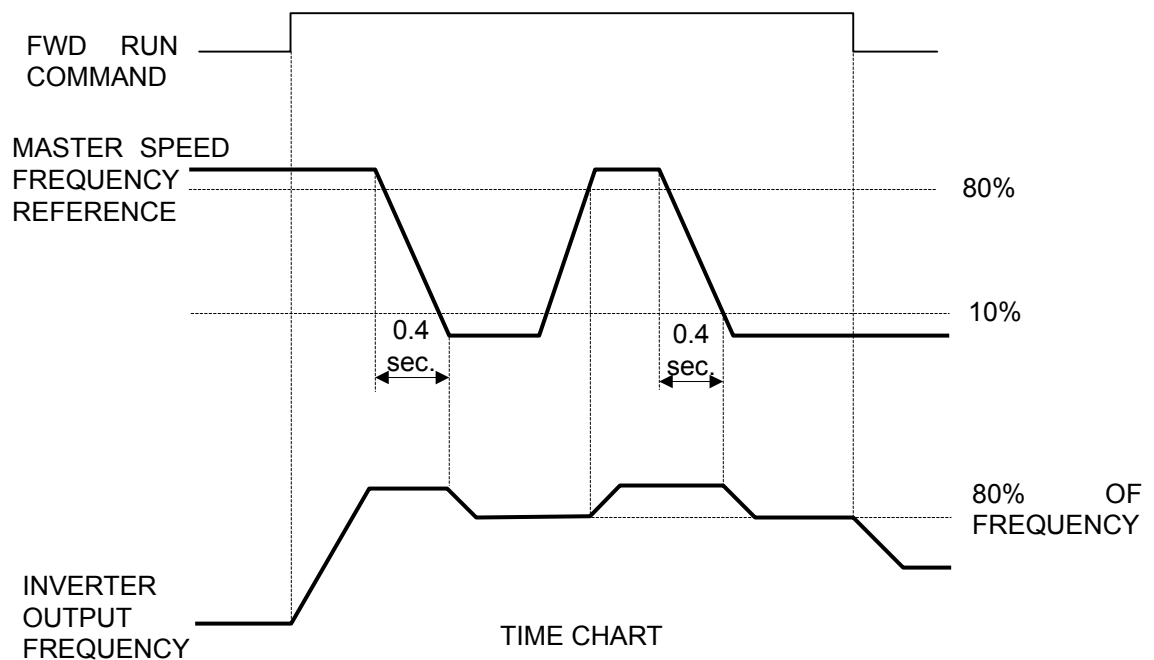 FWD RUN
COMMAND
MASTER SPEED
FREQUENCY
REFERENCE
80%
10%
0.4
sec.
0.4
sec.
80% OF
FREQUENCY
INVERTER
OUTPUT
FREQUENCY
TIME CHART